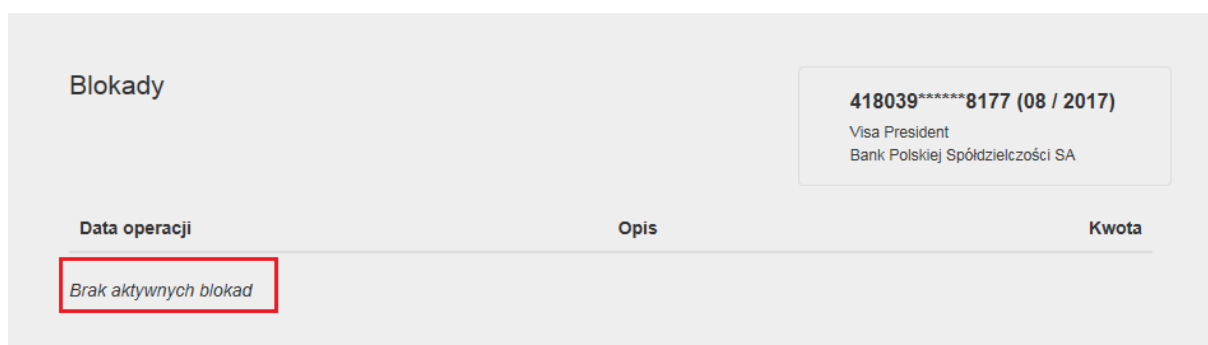 Blokady
418039******8177 (08 / 2017)
Visa President
Bank Polskiej Spółdzielczości SA
Data operacji Opis Kwota
Brak aktywnych blokad